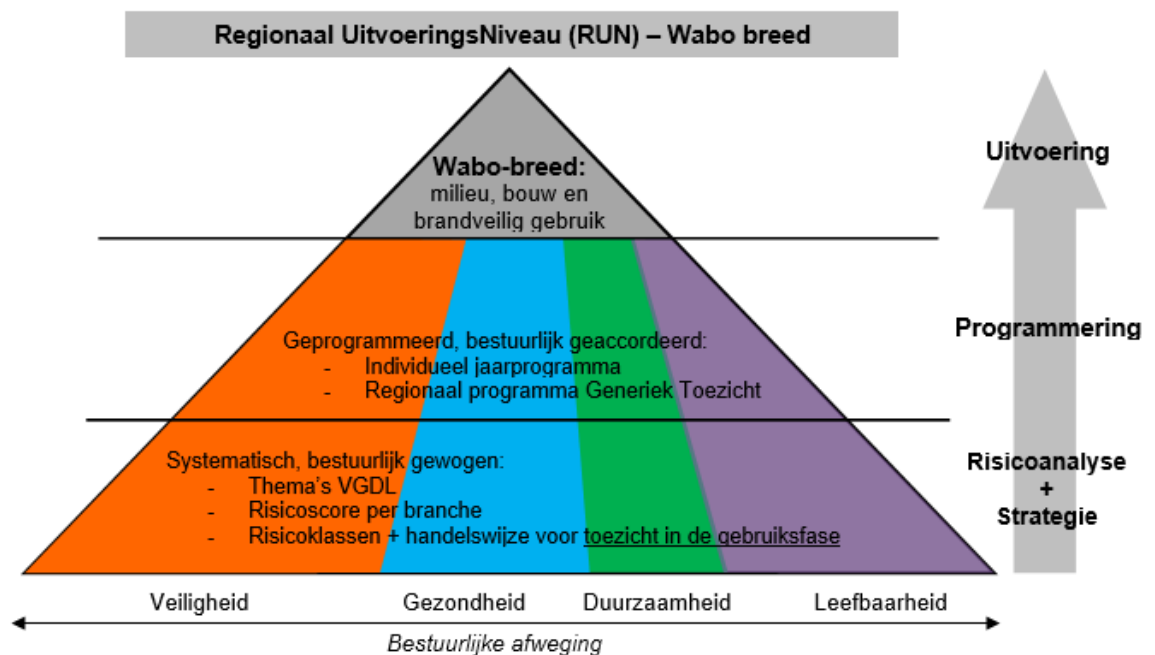 Regionaal UitvoeringsNiveau (RUN) – Wabo breed
Wabo-breed:
milieu, bouw en
brandveilig gebruik
Uitvoering
Geprogrammeerd, bestuurlijk geaccordeerd:
- Individueel jaarprogramma
- Regionaal programma Generiek Toezicht
Programmering
Systematisch, bestuurlijk gewogen:
- Thema's VGDL
- Risicoscore per branche
- Risicoklassen + handelswijze voor toezicht in de gebruiksfase
Risicoanalyse
+
Strategie
Veiligheid Gezondheid Duurzaamheid Leefbaarheid
Bestuurlijke afweging